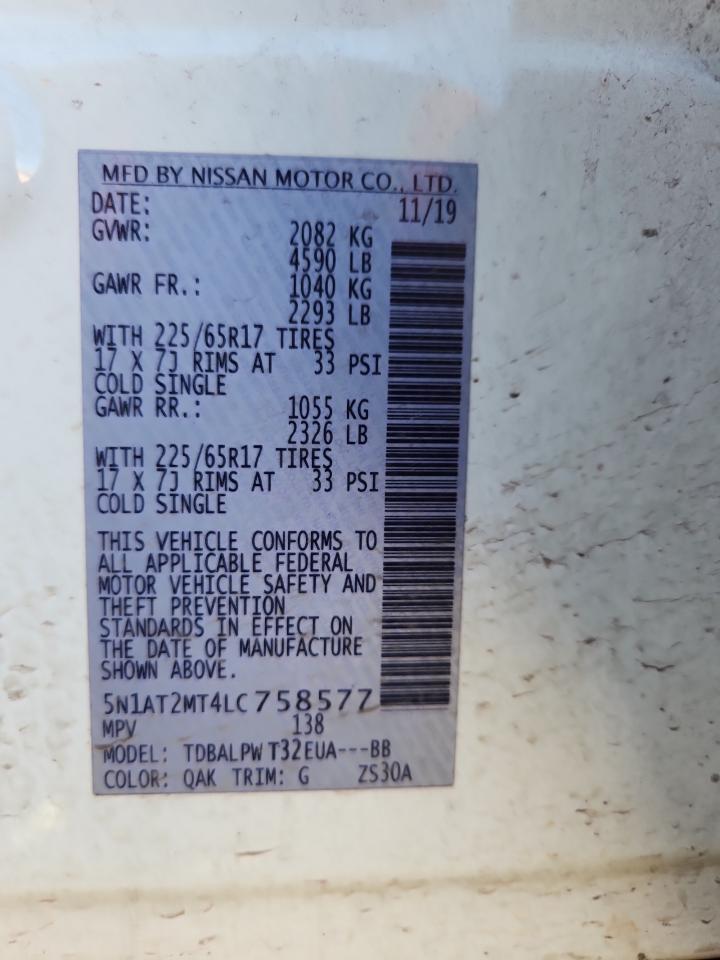 MFD BY NISSAN MOTOR CO., LTD.
DATE: 11/19
GVWR: 2082 KG
4590 LB
GAWR FR.: 1040 KG
2293 LB
WITH 225/65R17 TIRES
17 X 7J RIMS AT 33 PSI
COLD SINGLE
GAWR RR.: 1055 KG
2326 LB
WITH 225/65R17 TIRES
17 X 7J RIMS AT 33 PSI
COLD SINGLE
THIS VEHICLE CONFORMS TO
ALL APPLICABLE FEDERAL
MOTOR VEHICLE SAFETY AND
THEFT PREVENTION
STANDARDS IN EFFECT ON
THE DATE OF MANUFACTURE
SHOWN ABOVE.
5N1AT2MT4LC758577
MPV 138
MODEL: TDBALPW T32EUA---BB
COLOR: QAK TRIM: G ZS30A